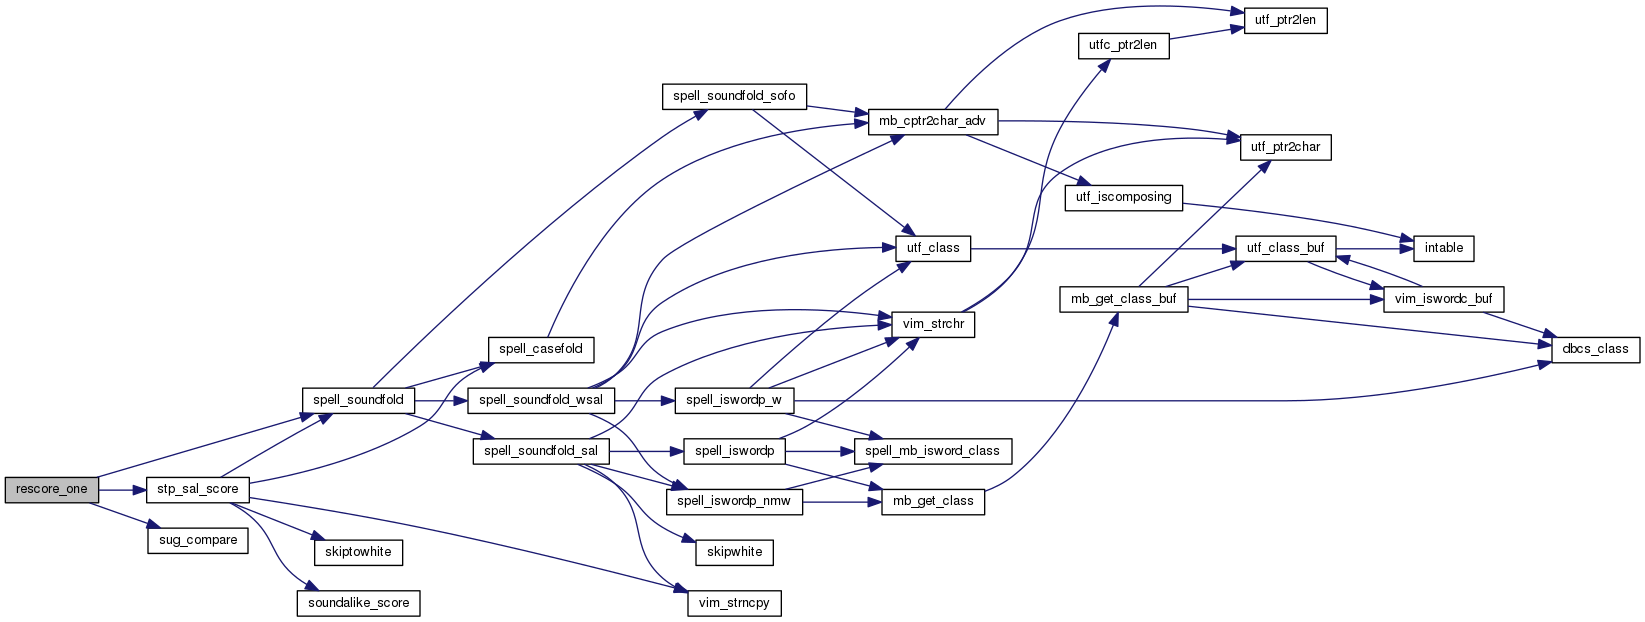 utf_ptr2len
utfc_ptr2len
spell_soundfold_sofo
mb_cptr2char_adv
utf_ptr2char
utf_iscomposing
utf_class
utf_class_buf
intable
mb_get_class_buf
vim_iswordc_buf
vim_strchr
spell_casefold
dbcs_class
spell_soundfold
spell_soundfold_wsal
spell_iswordp_w
spell_soundfold_sal
spell_iswordp
spell_mb_isword_class
rescore_one
stp_sal_score
spell_iswordp_nmw
mb_get_class
sug_compare
skiptowhite
skipwhite
soundalike_score
vim_strncpy